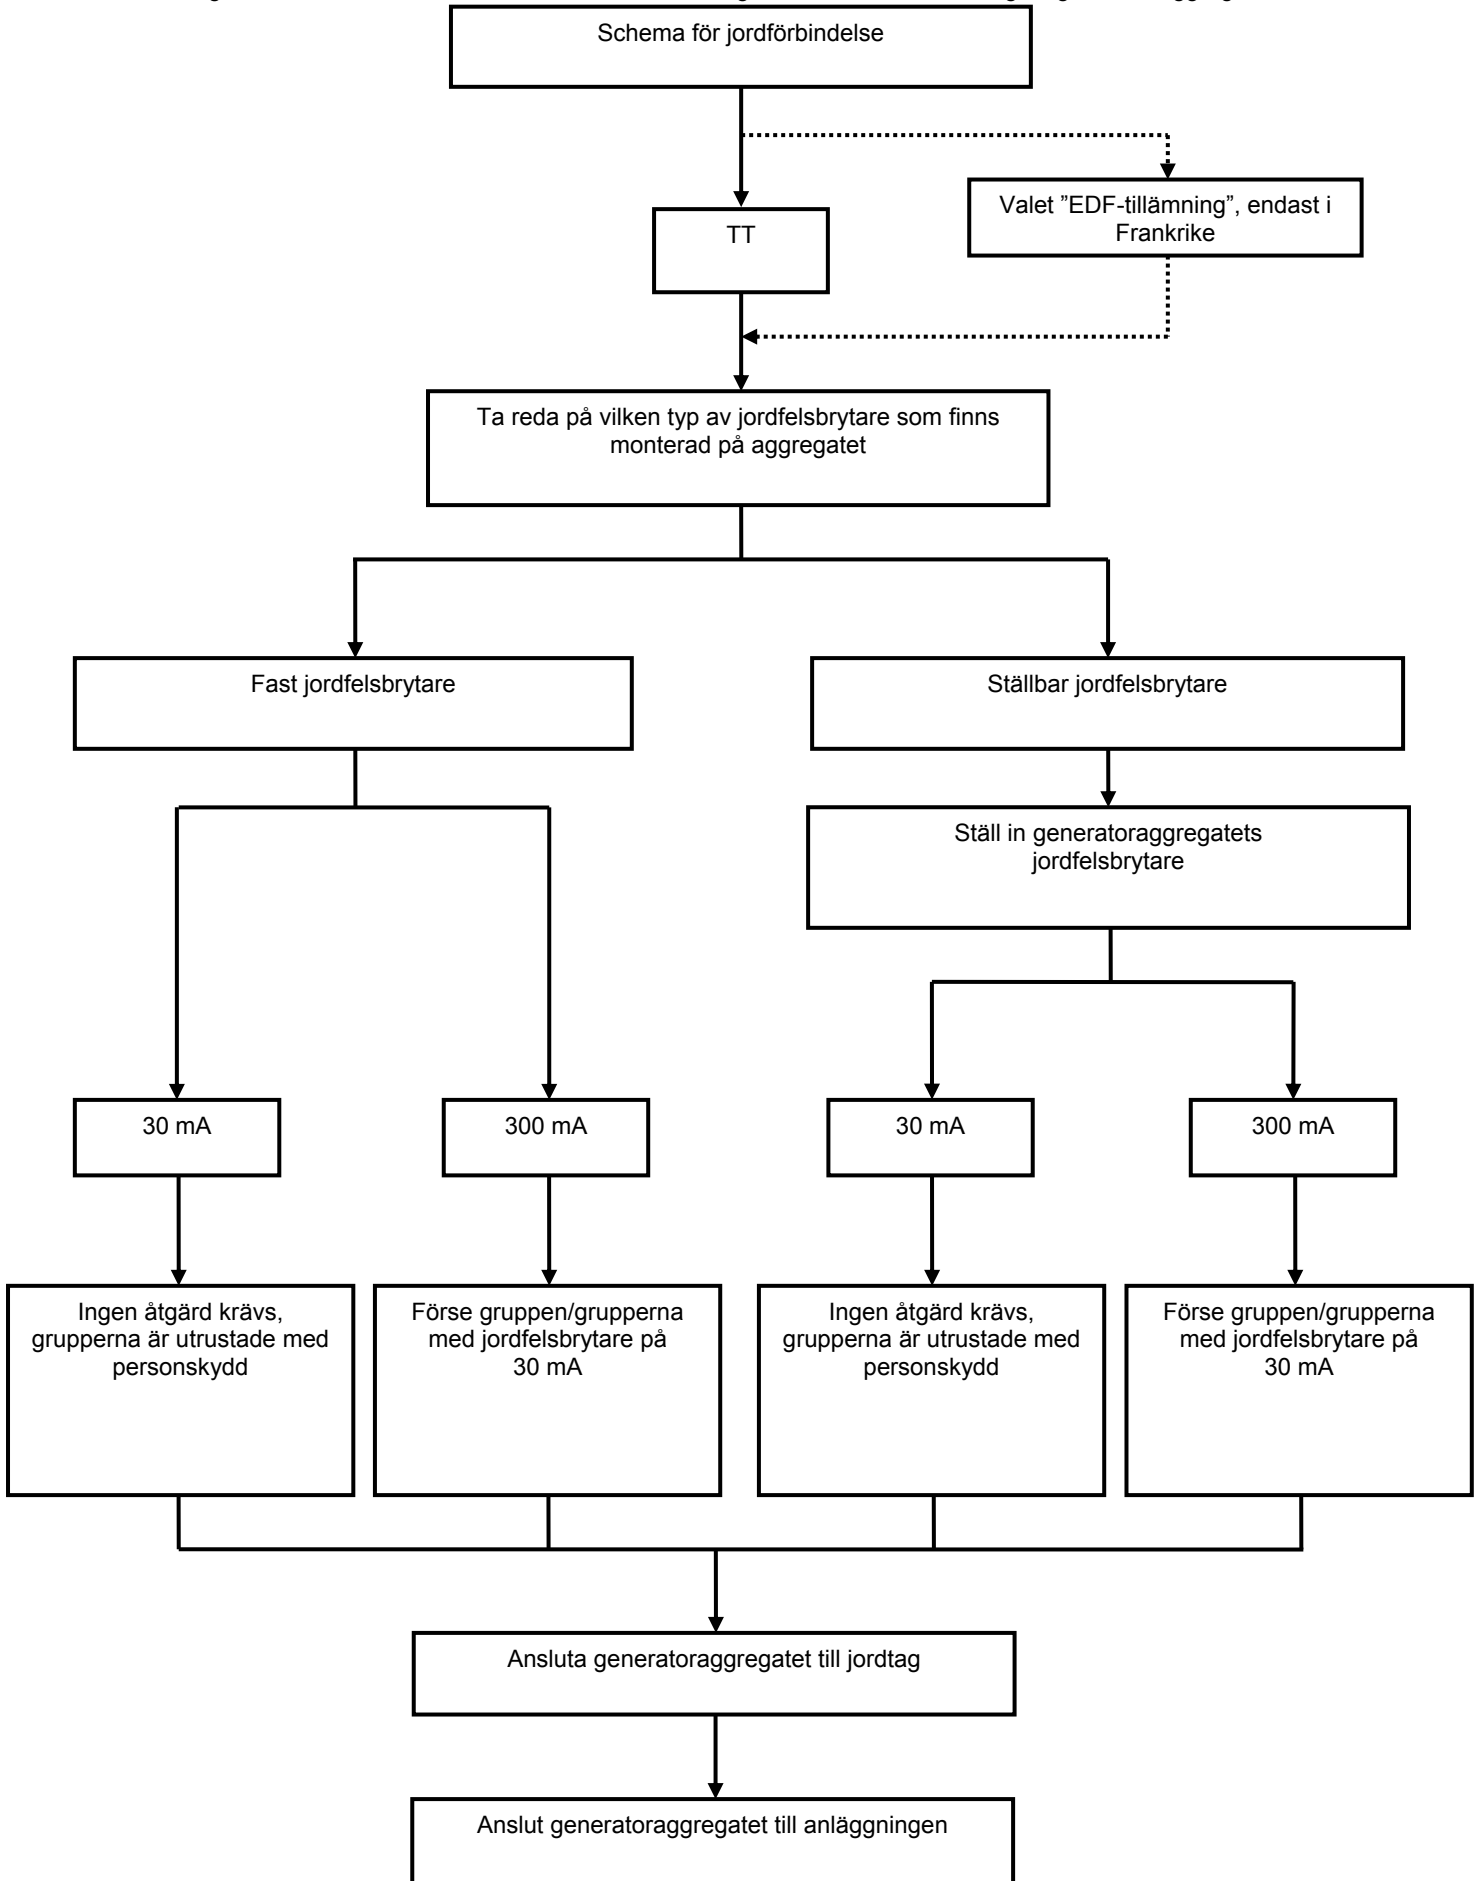 Schema för jordförbindelse
Valet ”EDF-tillämning”, endast i
Frankrike
TT
Ta reda på vilken typ av jordfelsbrytare som finns
monterad på aggregatet
Fast jordfelsbrytare
Ställbar jordfelsbrytare
Ställ in generatoraggregatets
jordfelsbrytare
30 mA
300 mA
30 mA
300 mA
Ingen åtgärd krävs,
grupperna är utrustade med
personskydd
Förse gruppen/grupperna
med jordfelsbrytare på
30 mA
Ingen åtgärd krävs,
grupperna är utrustade med
personskydd
Förse gruppen/grupperna
med jordfelsbrytare på
30 mA
Ansluta generatoraggregatet till jordtag
Anslut generatoraggregatet till anläggningen